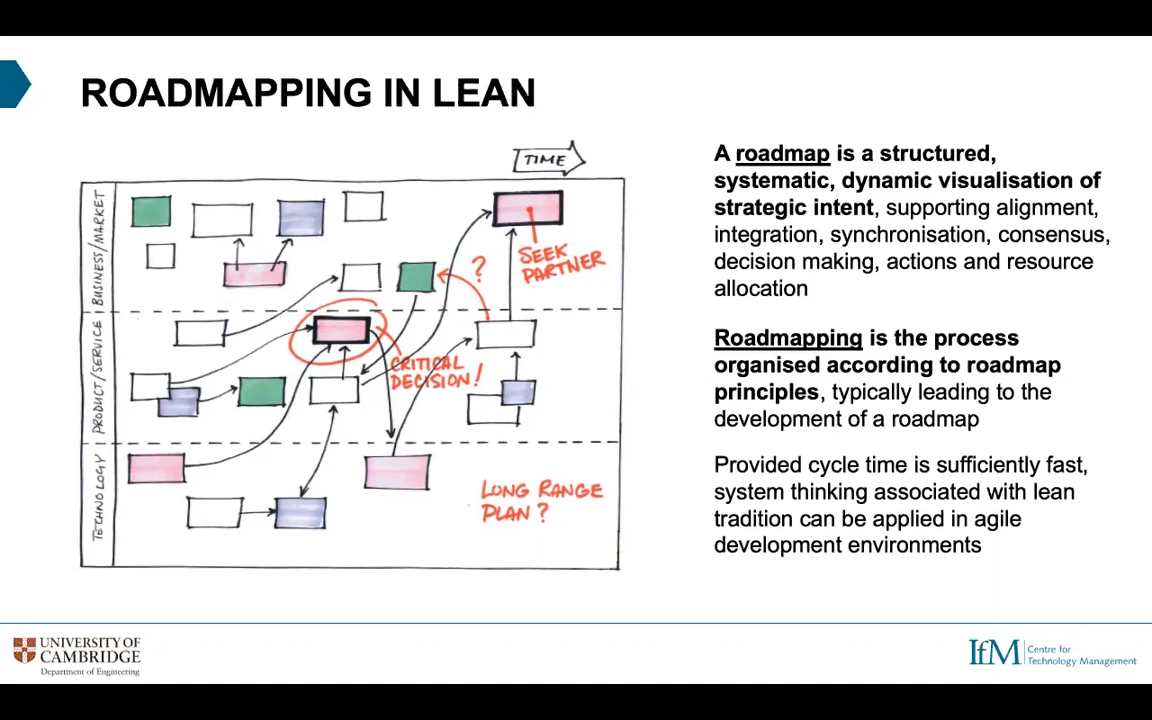 ROADMAPPING IN LEAN
TIME
BUSINESS/MARKET
PRODUCT/SERVICE
TECHNOLOGY
SEEK
PARTNER
?
CRITICAL
DECISION!
LONG RANGE
PLAN?
A roadmap is a structured,
systematic, dynamic visualisation of
strategic intent, supporting alignment,
integration, synchronisation, consensus,
decision making, actions and resource
allocation
Roadmapping is the process
organised according to roadmap
principles, typically leading to the
development of a roadmap
Provided cycle time is sufficiently fast,
system thinking associated with lean
tradition can be applied in agile
development environments
UNIVERSITY OF
CAMBRIDGE
Department of Engineering
IfM
Centre for
Technology Management